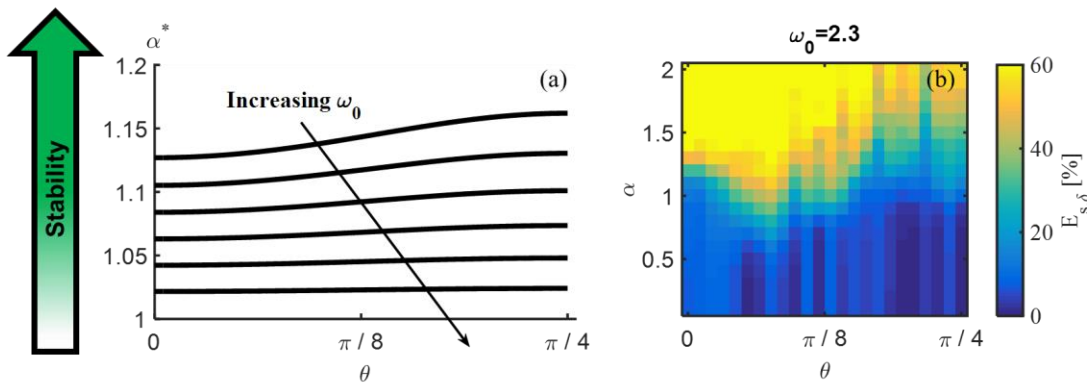 Stability
α*
(a)
Increasing ω0
1.2
1.15
1.1
1.05
1
0
π / 8
π / 4
θ
ω0=2.3
(b)
α
2
1.5
1
0.5
0
π / 8
π / 4
θ
60
40
20
0
E s,δ [%]